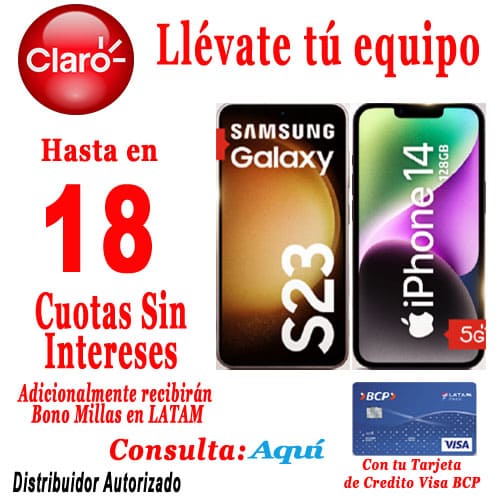 Claro
Llévate tú equipo
Hasta en
18
Cuotas Sin
Intereses
Adicionalmente recibirán
Bono Millas en LATAM
SAMSUNG
Galaxy
S23
iPhone 14
128GB
5G
BCP
LATAM
VISA
Consulta: Aquí
Con tu Tarjeta
de Credito Visa BCP
Distribuidor Autorizado